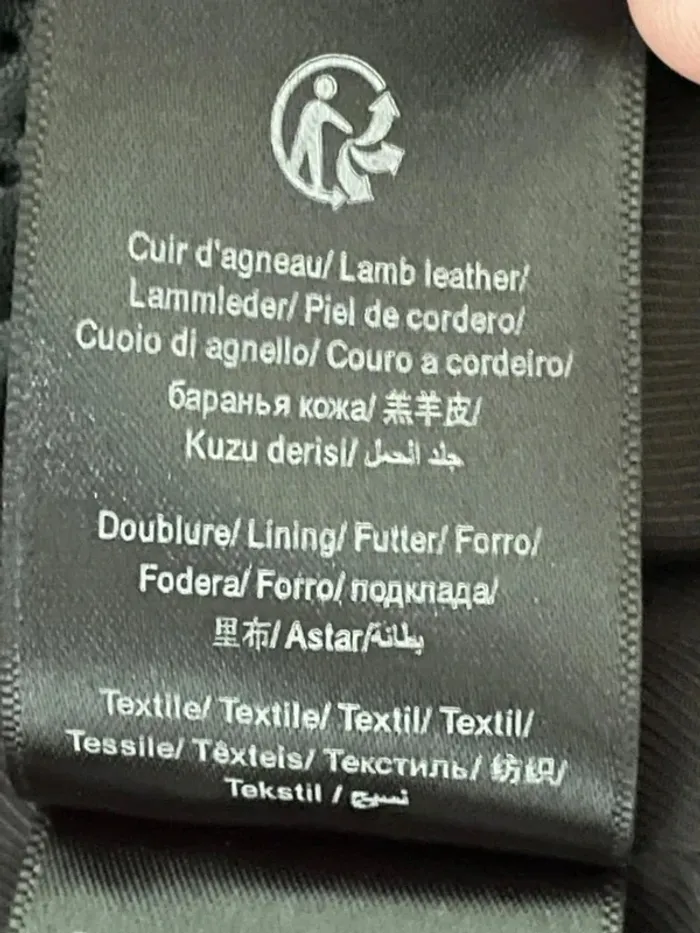 Cuir d'agneau/ Lamb leather/
Lammleder/ Piel de cordero/
Cuoio di agnello/ Couro a cordeiro/
баранья кожа/ 羔羊皮/
Kuzu derisi/ جلد الحمل
Doublure/ Lining/ Futter/ Forro/
Fodera/ Forro/ подклада/
里布/ Astar/بطانة
Textile/ Textile/ Textil/ Textil/
Tessile/ Têxteis/ Текстиль/ 纺织/
Tekstil / نسيج